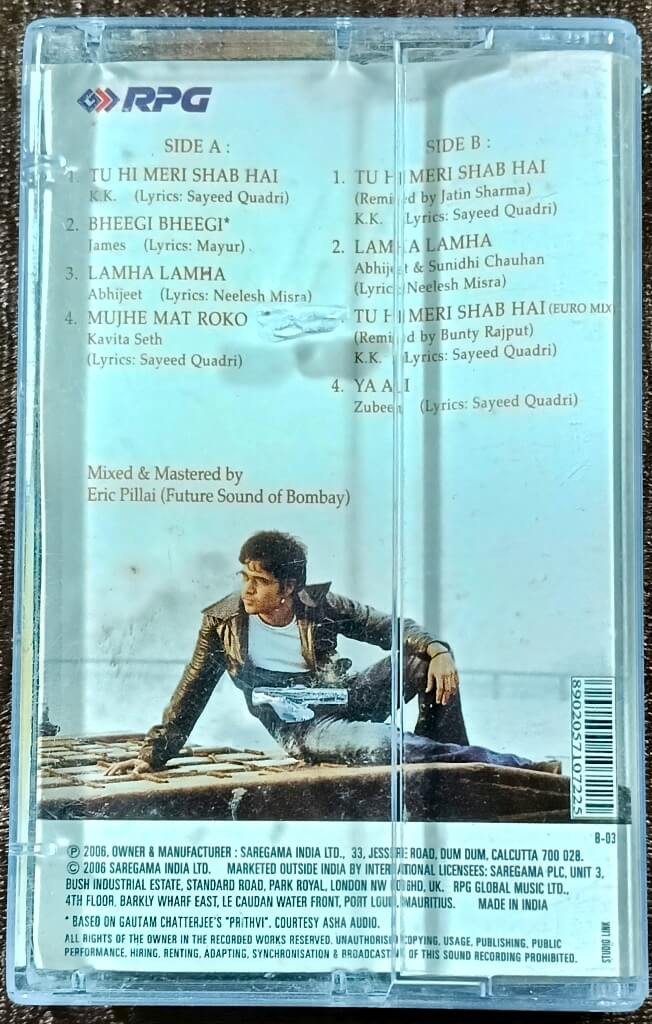 RPG
SIDE A :
1. TU HI MERI SHAB HAI
K.K. (Lyrics: Sayeed Quadri)
2. BHEEGI BHEEGI*
James (Lyrics: Mayur)
3. LAMHA LAMHA
Abhijeet (Lyrics: Neelesh Misra)
4. MUJHE MAT ROKO
Kavita Seth
(Lyrics: Sayeed Quadri)
SIDE B :
1. TU HI MERI SHAB HAI
(Remixed by Jatin Sharma)
K.K. (Lyrics: Sayeed Quadri)
2. LAMHA LAMHA
Abhijeet & Sunidhi Chauhan
(Lyrics: Neelesh Misra)
TU HI MERI SHAB HAI (EURO MIX)
(Remixed by Bunty Rajput)
K.K. (Lyrics: Sayeed Quadri)
4. YA ALI
Zubeen (Lyrics: Sayeed Quadri)
Mixed & Mastered by
Eric Pillai (Future Sound of Bombay)
8902057107225
B-03
℗ 2006, OWNER & MANUFACTURER : SAREGAMA INDIA LTD., 33, JESSORE ROAD, DUM DUM, CALCUTTA 700 028.
© 2006 SAREGAMA INDIA LTD. MARKETED OUTSIDE INDIA BY INTERNATIONAL LICENSEES: SAREGAMA PLC, UNIT 3,
BUSH INDUSTRIAL ESTATE, STANDARD ROAD, PARK ROYAL, LONDON NW 06HD, UK. RPG GLOBAL MUSIC LTD.,
4TH FLOOR, BARKLY WHARF EAST, LE CAUDAN WATER FRONT, PORT LOUIS, MAURITIUS. MADE IN INDIA
* BASED ON GAUTAM CHATTERJEE'S "PRITHVI". COURTESY ASHA AUDIO.
ALL RIGHTS OF THE OWNER IN THE RECORDED WORKS RESERVED. UNAUTHORISED COPYING, USAGE, PUBLISHING, PUBLIC
PERFORMANCE, HIRING, RENTING, ADAPTING, SYNCHRONISATION & BROADCASTING OF THIS SOUND RECORDING PROHIBITED.
STUDIO LINK